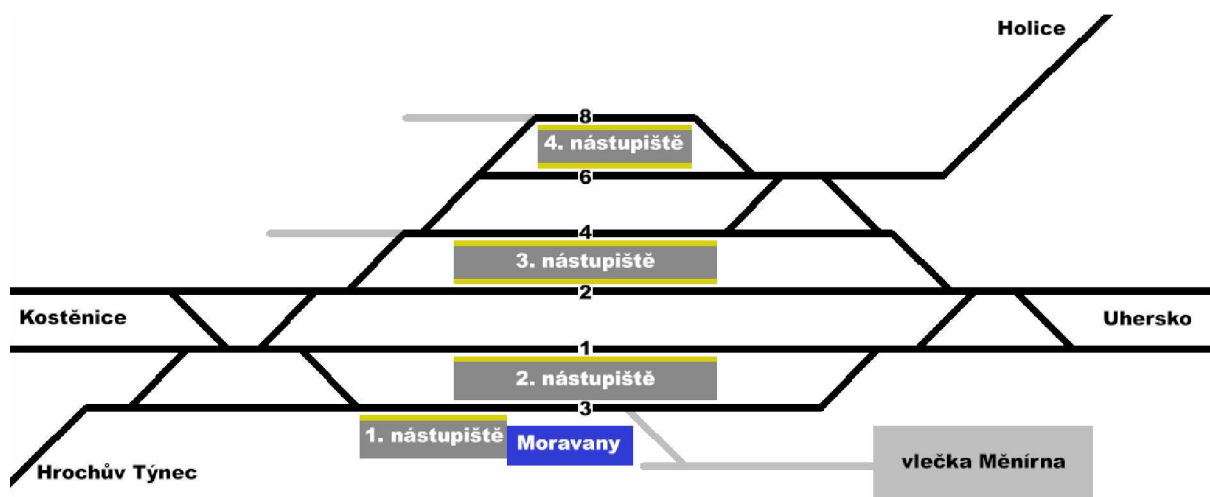 Holice
8
4. nástupiště
6
4
3. nástupiště
2
Kostěnice
Uhersko
1
2. nástupiště
3
1. nástupiště
Moravany
vlečka Měnírna
Hrochův Týnec